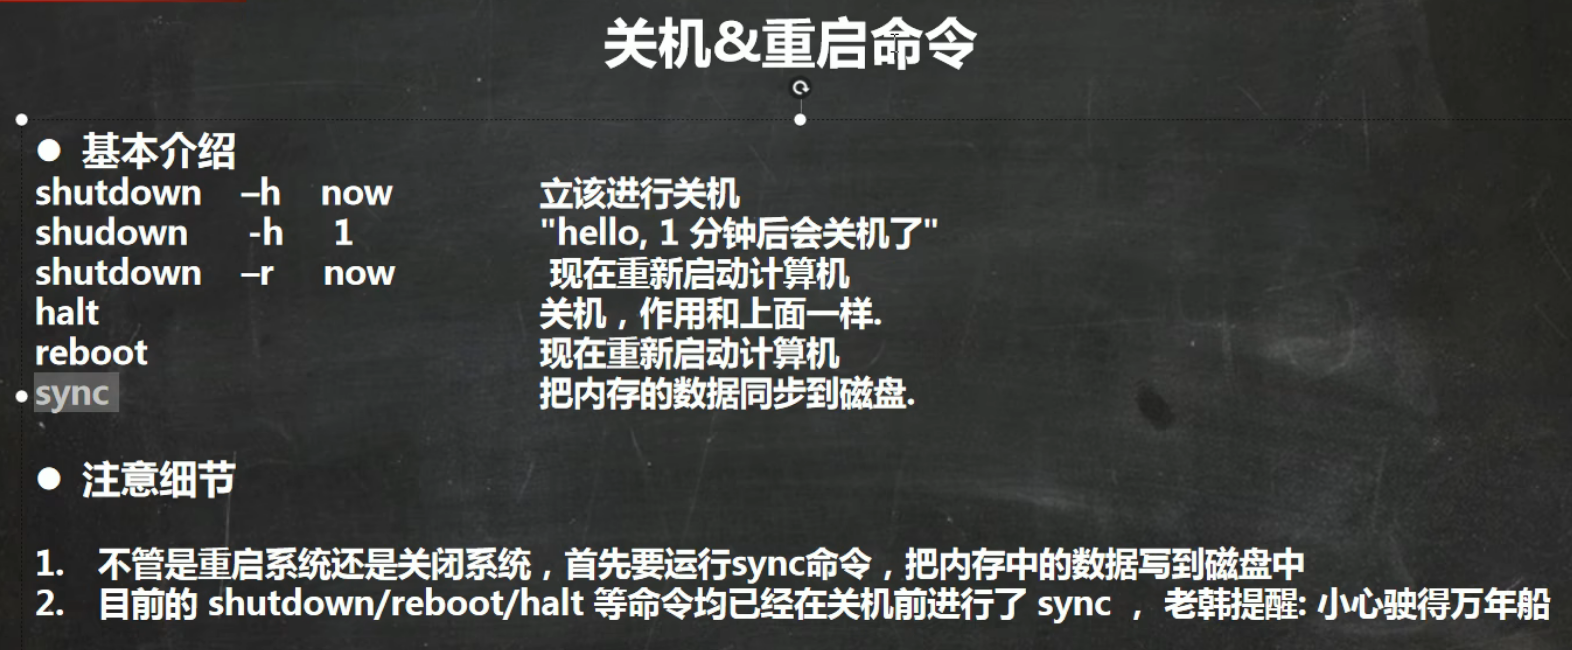 关机&重启命令
● 基本介绍
shutdown –h now 立该进行关机
shudown -h 1 "hello, 1 分钟后会关机了"
shutdown –r now 现在重新启动计算机
halt 关机，作用和上面一样.
reboot 现在重新启动计算机
sync 把内存的数据同步到磁盘.
● 注意细节
1. 不管是重启系统还是关闭系统，首先要运行sync命令，把内存中的数据写到磁盘中
2. 目前的 shutdown/reboot/halt 等命令均已经在关机前进行了 sync ， 老韩提醒: 小心驶得万年船